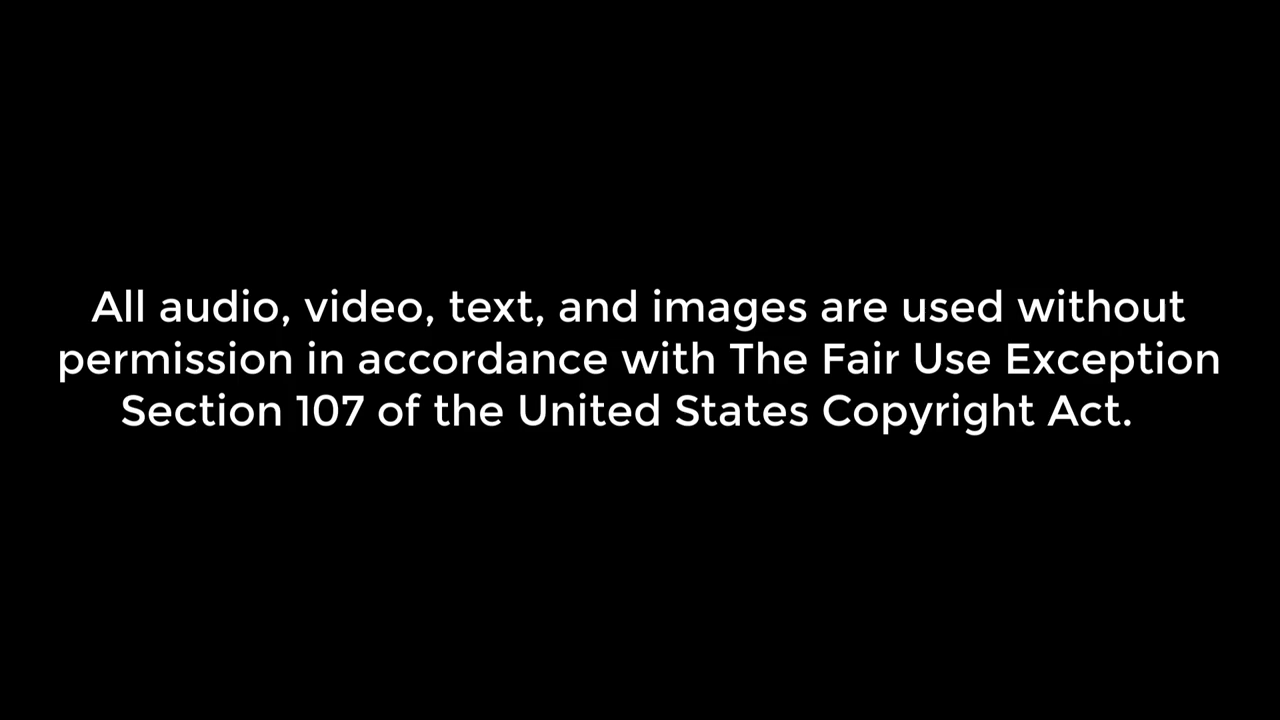 All audio, video, text, and images are used without
permission in accordance with The Fair Use Exception
Section 107 of the United States Copyright Act.